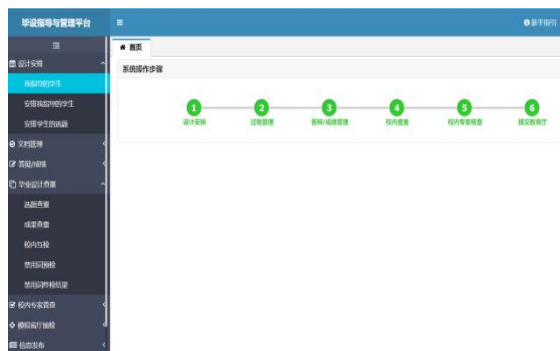 毕设指导与管理平台
新手指引
首页
系统操作步骤
1 2 3 4 5 6
设计安排 过程管理 答辩/成绩管理 校内查重 校内专家核查 提交教育厅
设计安排
我指导的学生
安排我指导的学生
安排学生的选题
文档管理
答辩/成绩
毕业设计查重
选题查重
成果查重
校内互检
禁用词预检
禁用词终检结果
校内专家普查
模拟省厅抽检
信息发布